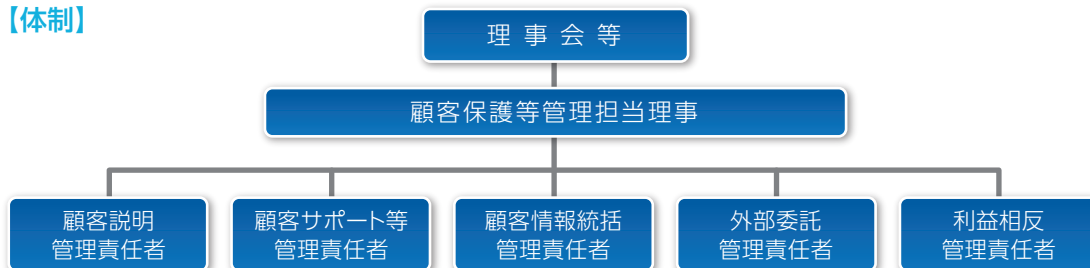 【体制】
理事会等
顧客保護等管理担当理事
顧客説明
管理責任者
顧客サポート等
管理責任者
顧客情報統括
管理責任者
外部委託
管理責任者
利益相反
管理責任者